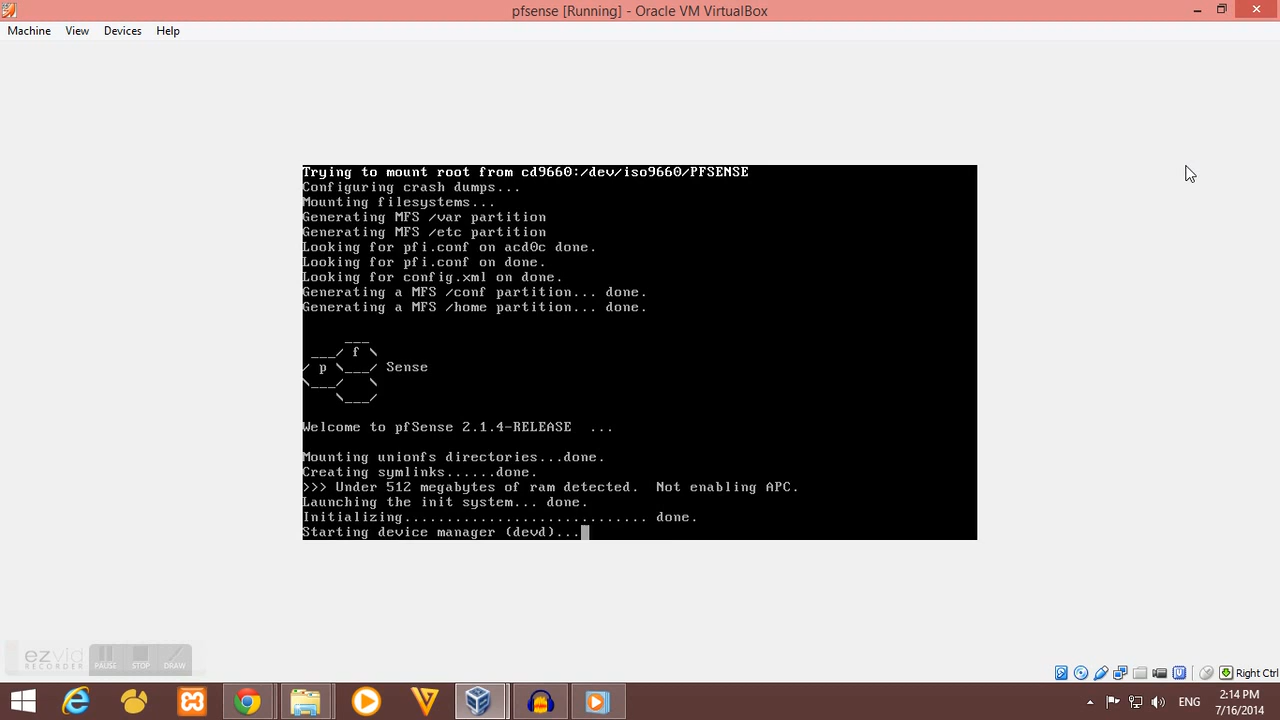 pfsense [Running] - Oracle VM VirtualBox
Machine View Devices Help
Trying to mount root from cd9660:/dev/iso9660/PFSENSE
Configuring crash dumps...
Mounting filesystems...
Generating MFS /var partition
Generating MFS /etc partition
Looking for pfi.conf on acd0c done.
Looking for pfi.conf on done.
Looking for config.xml on done.
Generating a MFS /conf partition... done.
Generating a MFS /home partition... done.
       ___
 ___/ f \
/ p \___/ Sense
\___/   \
    \___/
Welcome to pfSense 2.1.4-RELEASE  ...
Mounting unionfs directories...done.
Creating symlinks......done.
>>> Under 512 megabytes of ram detected.  Not enabling APC.
Launching the init system... done.
Initializing............................. done.
Starting device manager (devd)...
ezvid
RECORDER
PAUSE STOP DRAW
Right Ctrl
ENG
2:14 PM
7/16/2014